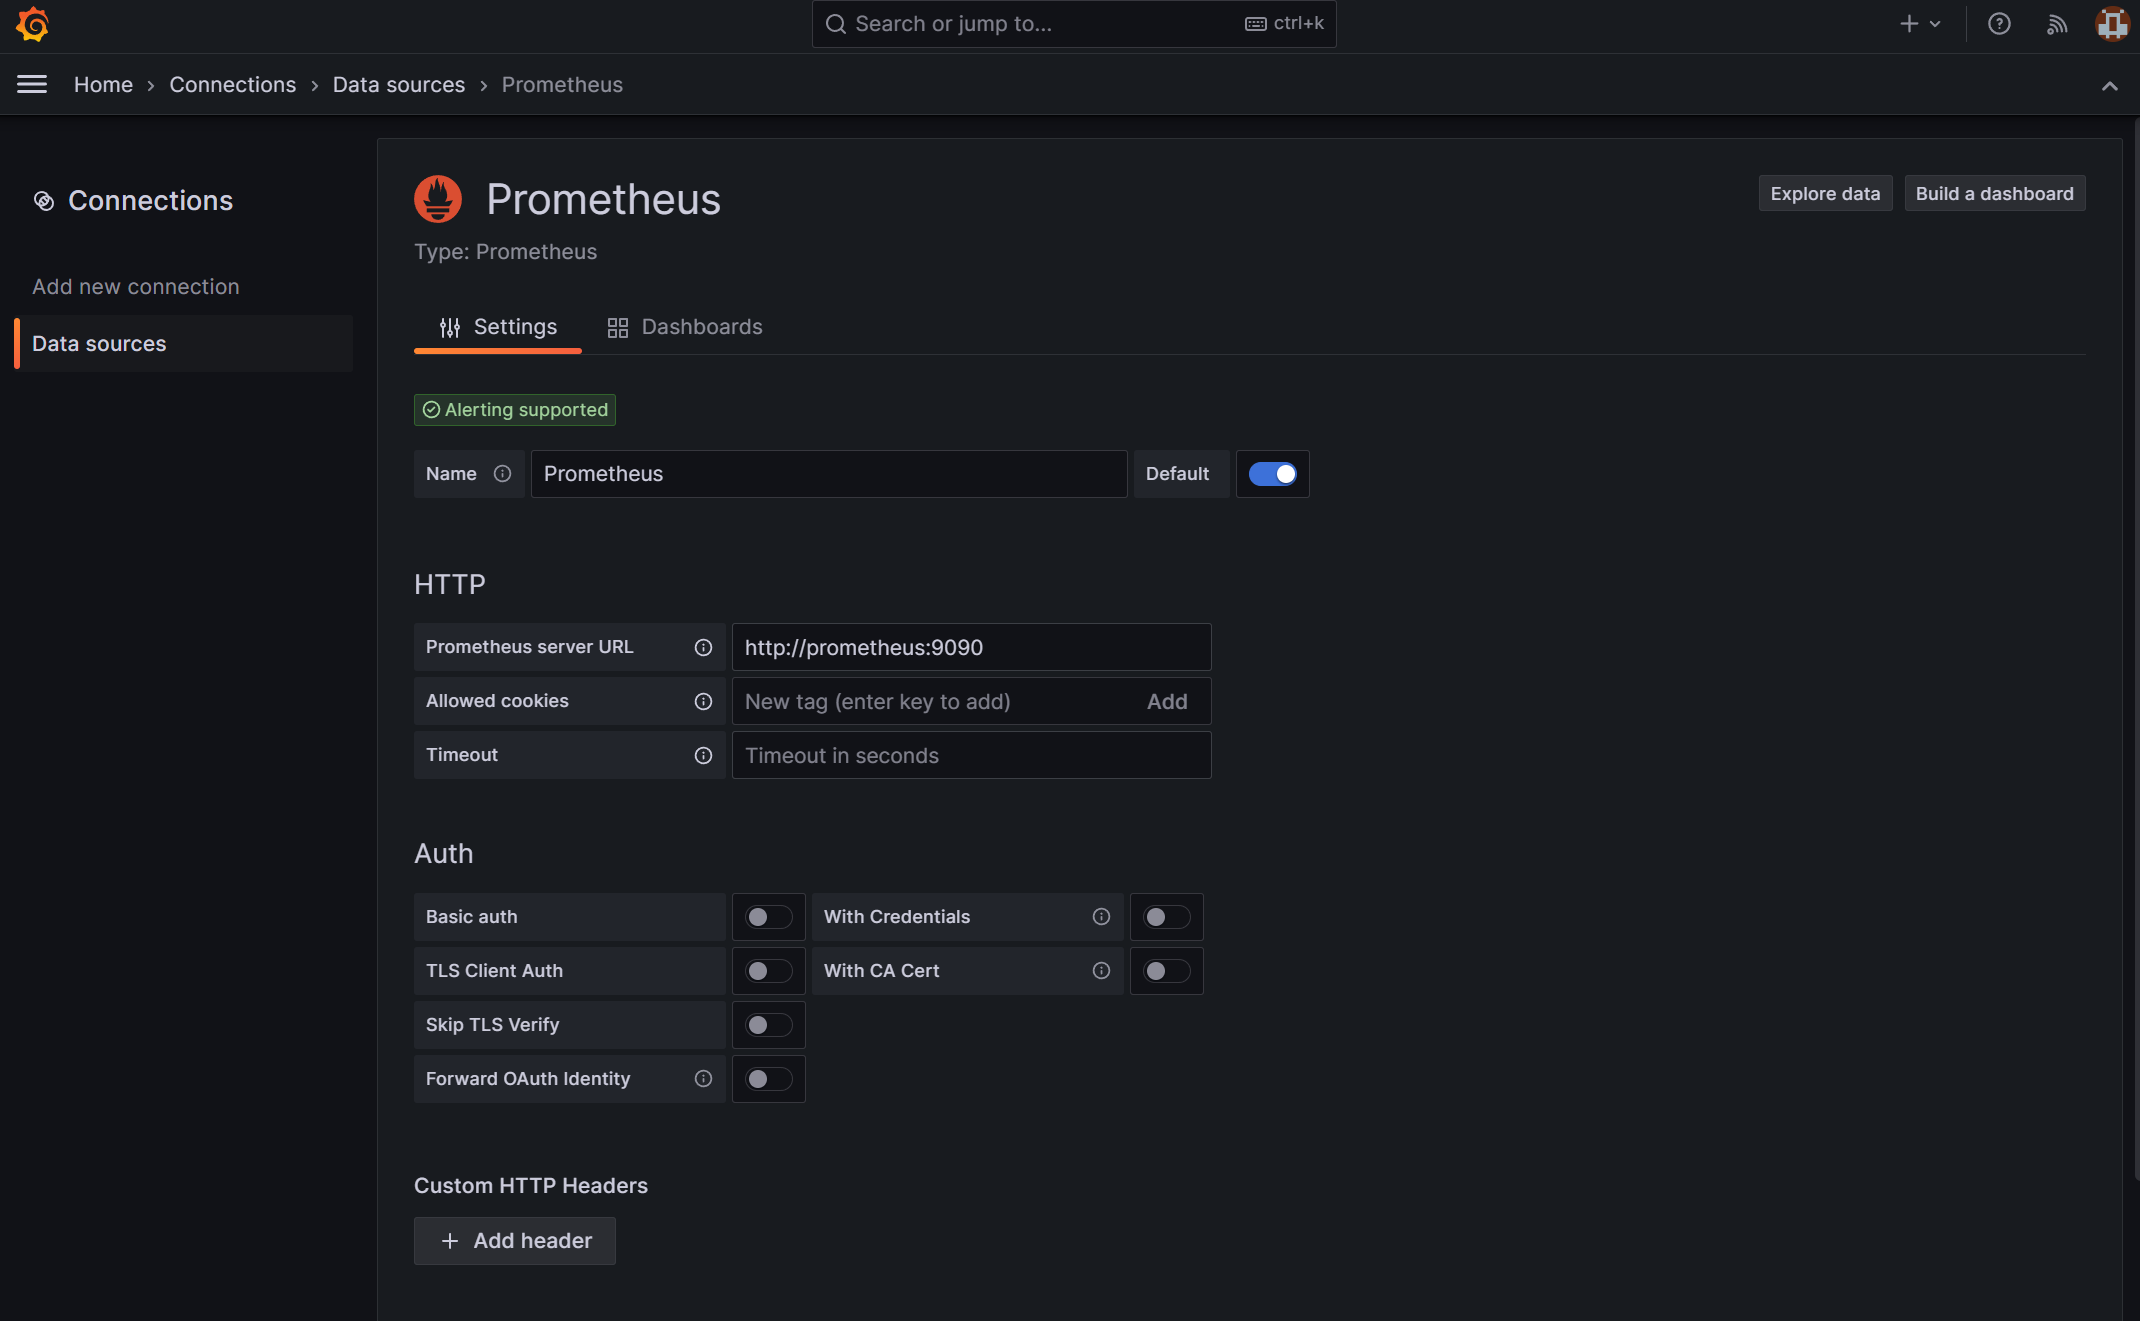 Search or jump to...
ctrl+k
Home › Connections › Data sources › Prometheus
Connections
Add new connection
Data sources
Prometheus
Explore data
Build a dashboard
Type: Prometheus
Settings
Dashboards
Alerting supported
Name
Prometheus
Default
HTTP
Prometheus server URL
http://prometheus:9090
Allowed cookies
New tag (enter key to add)
Add
Timeout
Timeout in seconds
Auth
Basic auth
With Credentials
TLS Client Auth
With CA Cert
Skip TLS Verify
Forward OAuth Identity
Custom HTTP Headers
+ Add header